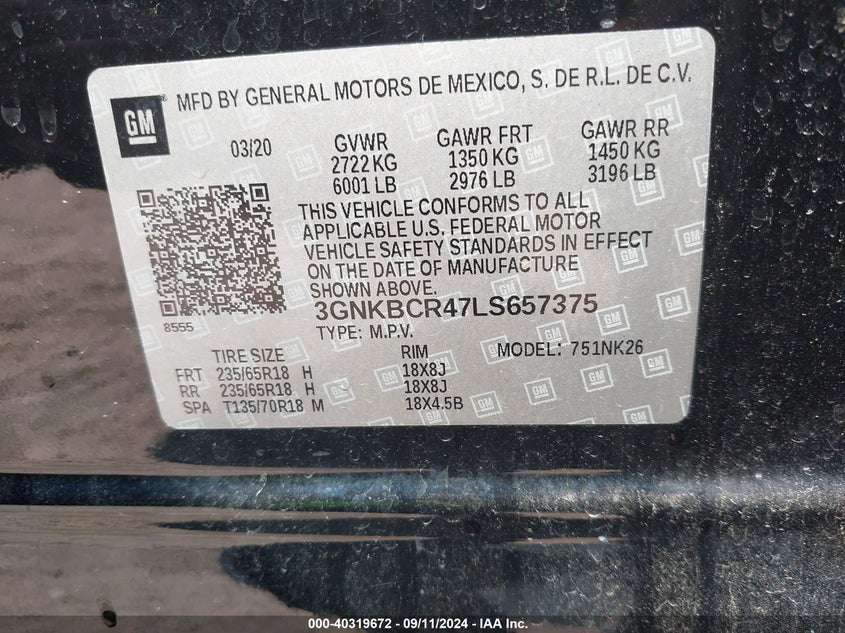 GM
®
MFD BY GENERAL MOTORS DE MEXICO, S. DE R.L. DE C.V.
03/20 GVWR GAWR FRT GAWR RR
2722 KG 1350 KG 1450 KG
6001 LB 2976 LB 3196 LB
THIS VEHICLE CONFORMS TO ALL
APPLICABLE U.S. FEDERAL MOTOR
VEHICLE SAFETY STANDARDS IN EFFECT
ON THE DATE OF MANUFACTURE
SHOWN ABOVE.
8555
3GNKBCR47LS657375
TYPE: M.P.V.
TIRE SIZE RIM MODEL: 751NK26
FRT 235/65R18 H 18X8J
RR 235/65R18 H 18X8J
SPA T135/70R18 M 18X4.5B
000-40319672 - 09/11/2024 - IAA Inc.